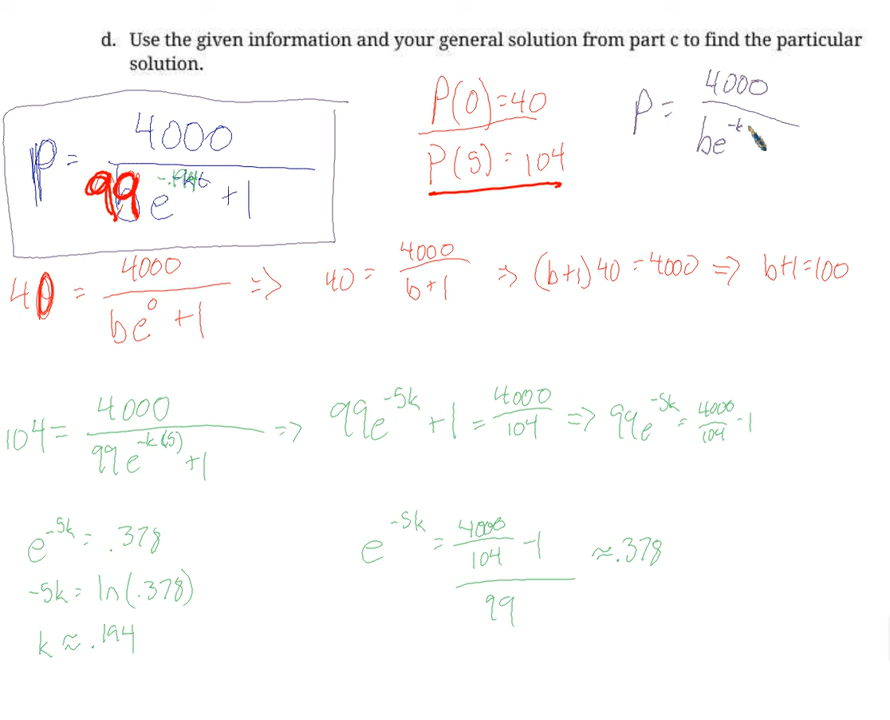 d. Use the given information and your general solution from part c to find the particular
solution.
P = 4000 / (99e^(-.194t) + 1)
P(0) = 40
P(5) = 104
P = 4000 / be^-k
40 = 4000 / (be^0 + 1) => 40 = 4000 / (b+1) => (b+1)40 = 4000 => b+1=100
104 = 4000 / (99e^(-k(5)) + 1) => 99e^(-5k) + 1 = 4000/104 => 99e^(-5k) = 4000/104 - 1
e^(-5k) = .378
e^(-5k) = (4000/104 - 1) / 99 ≈ .378
-5k = ln(.378)
k ≈ .194